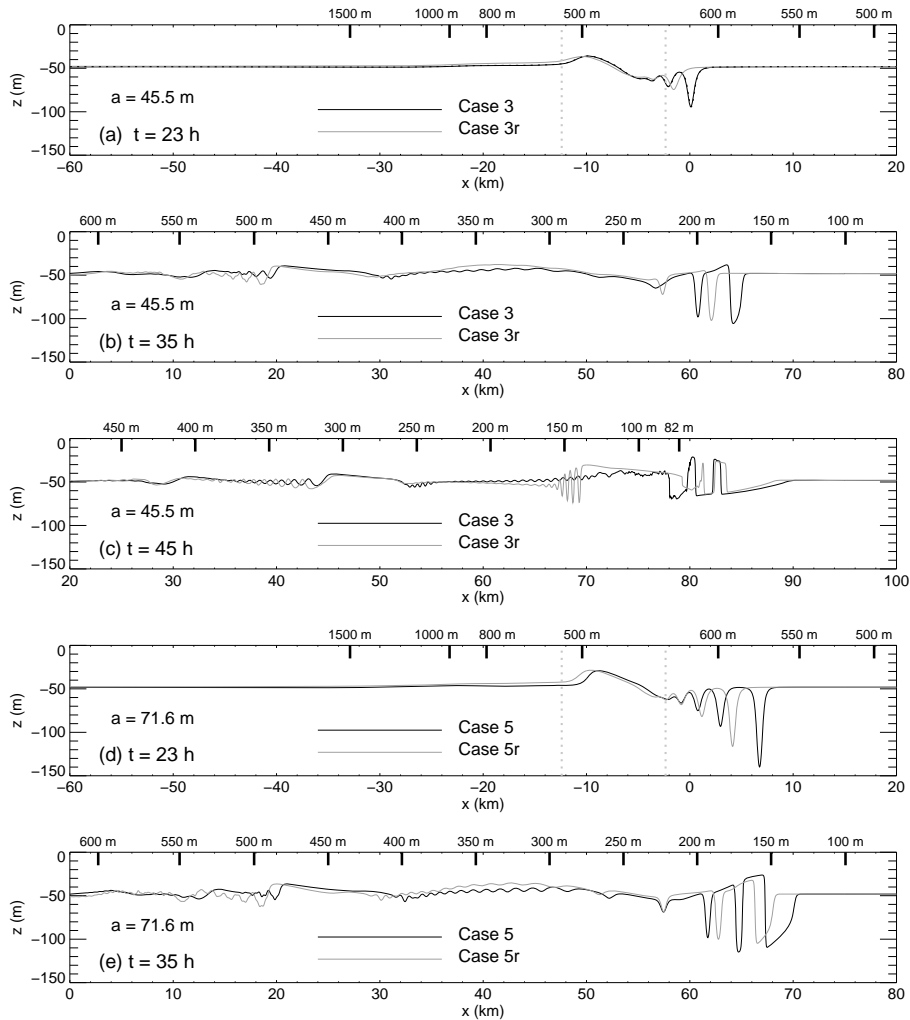 1500 m 1000 m 800 m 500 m 600 m 550 m 500 m
0
−50
−100
−150
z (m)
a = 45.5 m
(a) t = 23 h
Case 3
Case 3r
−60 −50 −40 −30 −20 −10 0 10 20
x (km)
600 m 550 m 500 m 450 m 400 m 350 m 300 m 250 m 200 m 150 m 100 m
0
−50
−100
−150
z (m)
a = 45.5 m
(b) t = 35 h
Case 3
Case 3r
0 10 20 30 40 50 60 70 80
x (km)
450 m 400 m 350 m 300 m 250 m 200 m 150 m 100 m 82 m
0
−50
−100
−150
z (m)
a = 45.5 m
(c) t = 45 h
Case 3
Case 3r
20 30 40 50 60 70 80 90 100
x (km)
1500 m 1000 m 800 m 500 m 600 m 550 m 500 m
0
−50
−100
−150
z (m)
a = 71.6 m
(d) t = 23 h
Case 5
Case 5r
−60 −50 −40 −30 −20 −10 0 10 20
x (km)
600 m 550 m 500 m 450 m 400 m 350 m 300 m 250 m 200 m 150 m 100 m
0
−50
−100
−150
z (m)
a = 71.6 m
(e) t = 35 h
Case 5
Case 5r
0 10 20 30 40 50 60 70 80
x (km)